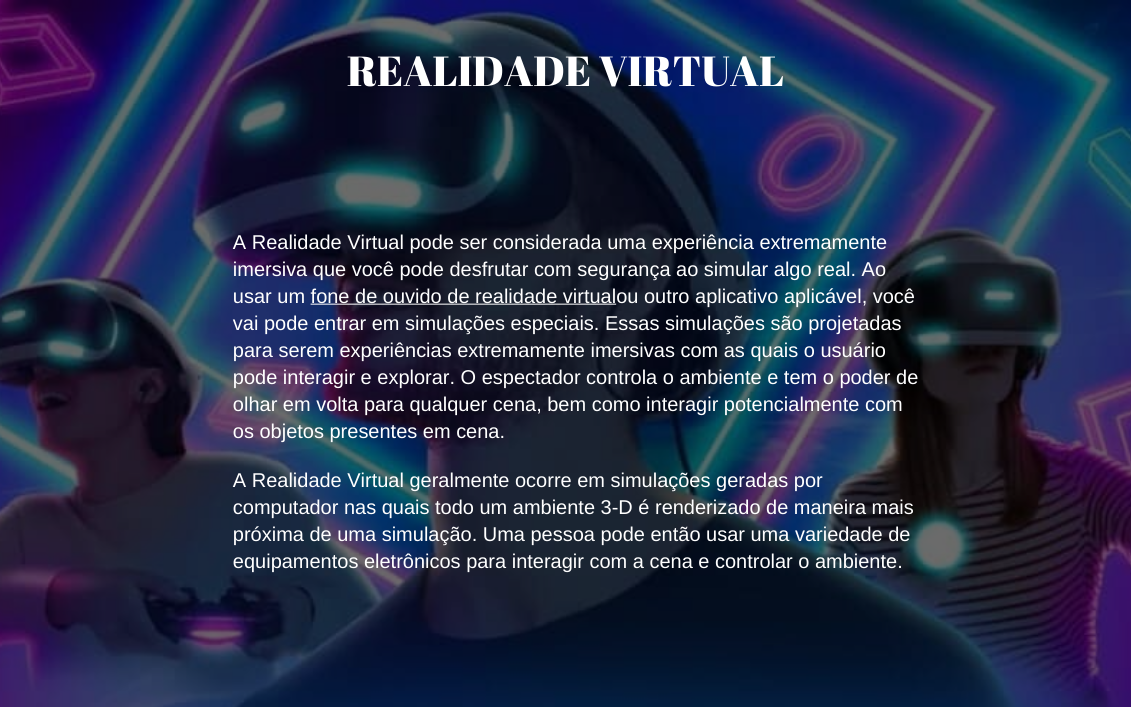 REALIDADE VIRTUAL
A Realidade Virtual pode ser considerada uma experiência extremamente
imersiva que você pode desfrutar com segurança ao simular algo real. Ao
usar um fone de ouvido de realidade virtualou outro aplicativo aplicável, você
vai pode entrar em simulações especiais. Essas simulações são projetadas
para serem experiências extremamente imersivas com as quais o usuário
pode interagir e explorar. O espectador controla o ambiente e tem o poder de
olhar em volta para qualquer cena, bem como interagir potencialmente com
os objetos presentes em cena.
A Realidade Virtual geralmente ocorre em simulações geradas por
computador nas quais todo um ambiente 3-D é renderizado de maneira mais
próxima de uma simulação. Uma pessoa pode então usar uma variedade de
equipamentos eletrônicos para interagir com a cena e controlar o ambiente.